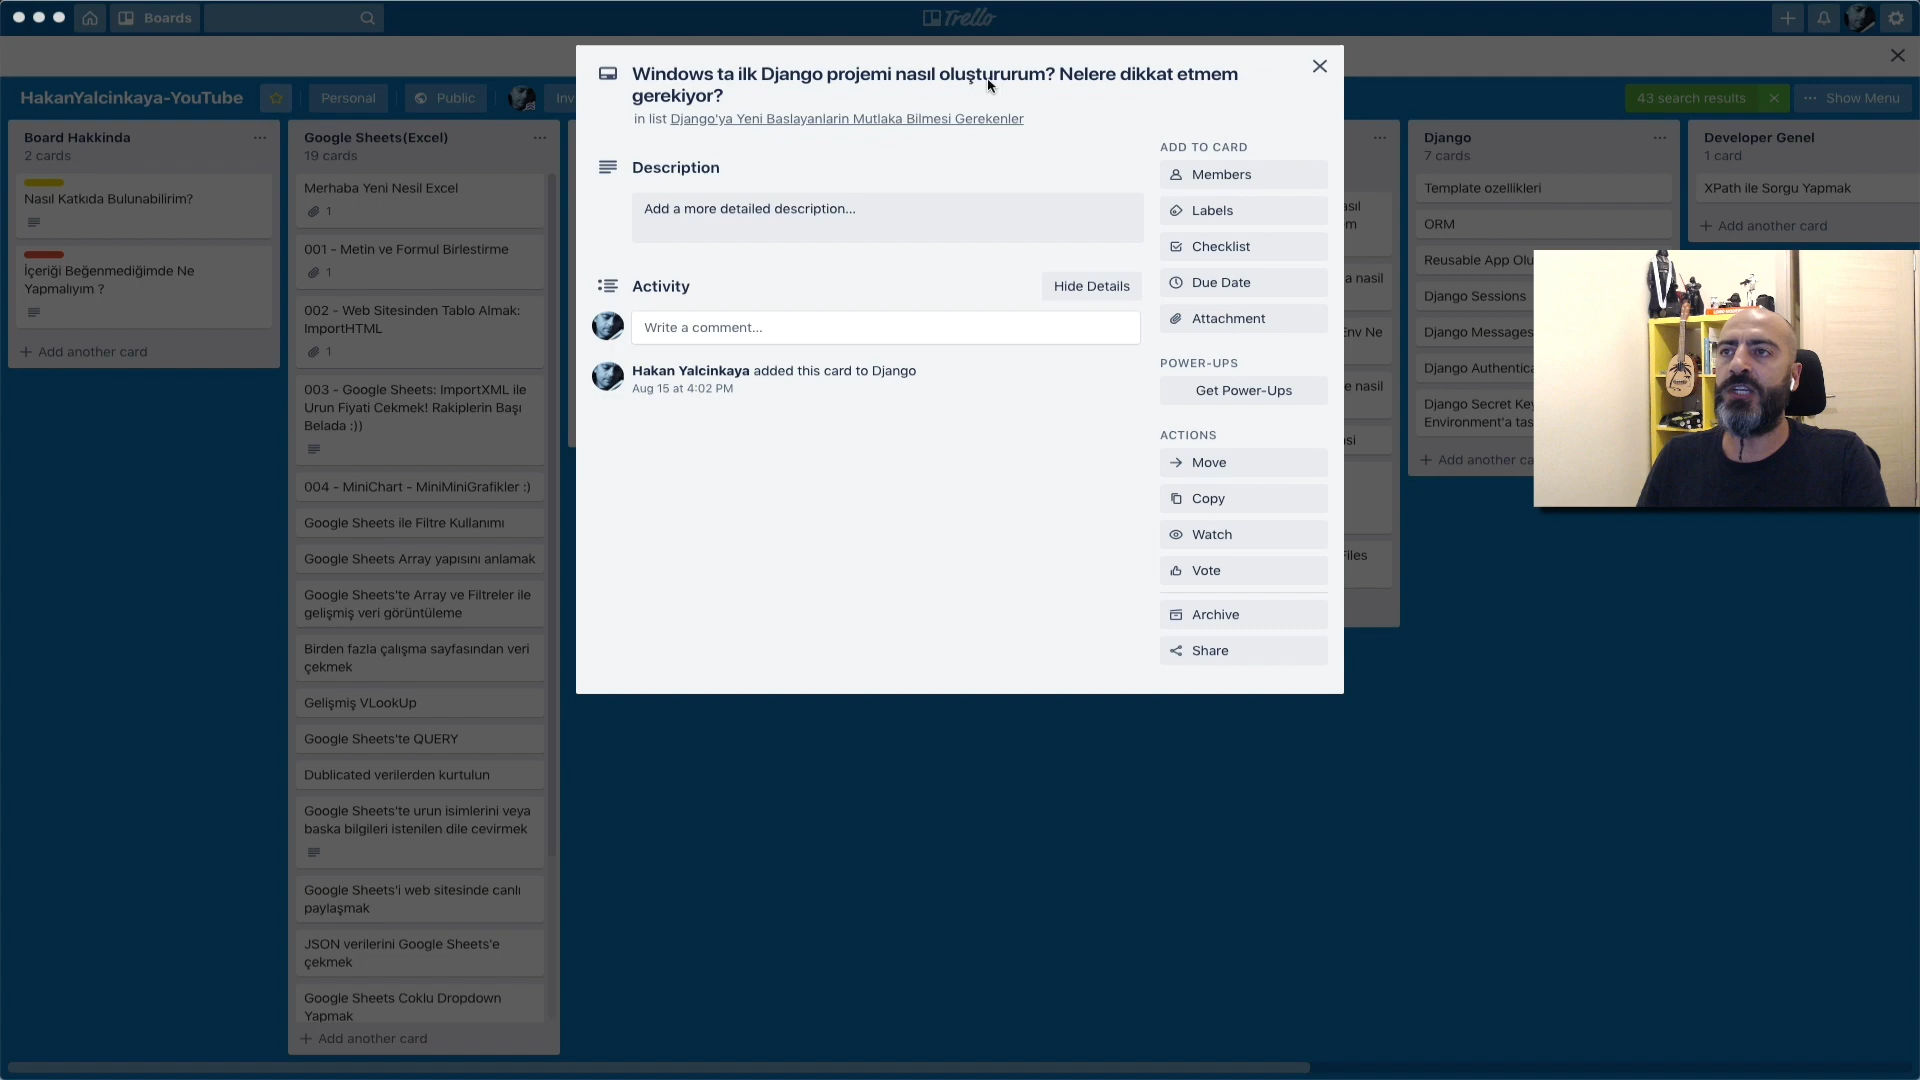 Boards
Trello
HakanYalcinkaya-YouTube
Personal
Public
Inv
43 search results
Show Menu
Board Hakkinda
2 cards
Nasıl Katkıda Bulunabilirim?
İçeriği Beğenmediğimde Ne
Yapmalıyım ?
Add another card
Google Sheets(Excel)
19 cards
Merhaba Yeni Nesil Excel
1
001 - Metin ve Formul Birlestirme
1
002 - Web Sitesinden Tablo Almak:
ImportHTML
1
003 - Google Sheets: ImportXML ile
Urun Fiyati Cekmek! Rakiplerin Başı
Belada :))
004 - MiniChart - MiniMiniGrafikler :)
Google Sheets ile Filtre Kullanımı
Google Sheets Array yapısını anlamak
Google Sheets'te Array ve Filtreler ile
gelişmiş veri görüntüleme
Birden fazla çalışma sayfasından veri
çekmek
Gelişmiş VLookUp
Google Sheets'te QUERY
Dublicated verilerden kurtulun
Google Sheets'te urun isimlerini veya
baska bilgileri istenilen dile cevirmek
Google Sheets'i web sitesinde canlı
paylaşmak
JSON verilerini Google Sheets'e
çekmek
Google Sheets Coklu Dropdown
Yapmak
Add another card
Windows ta ilk Django projemi nasıl oluştururum? Nelere dikkat etmem
gerekiyor?
in list Django'ya Yeni Baslayanlarin Mutlaka Bilmesi Gerekenler
Description
Add a more detailed description...
Activity
Hide Details
Write a comment...
Hakan Yalcinkaya added this card to Django
Aug 15 at 4:02 PM
ADD TO CARD
Members
Labels
Checklist
Due Date
Attachment
POWER-UPS
Get Power-Ups
ACTIONS
Move
Copy
Watch
Vote
Archive
Share
a nasil
Env Ne
e nasil
Files
Django
7 cards
Template ozellikleri
ORM
Reusable App Olu
Django Sessions
Django Messages
Django Authentica
Django Secret Key
Environment'a tas
Add another ca
Developer Genel
1 card
XPath ile Sorgu Yapmak
Add another card